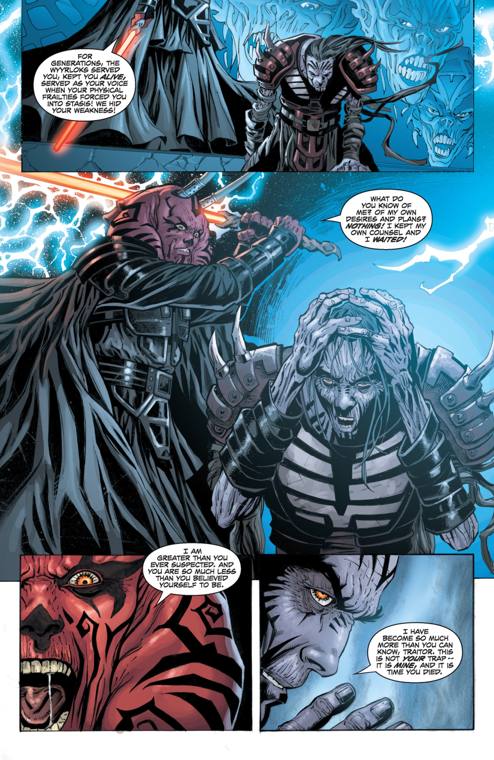 FOR
GENERATIONS, THE
WYYRLOKS SERVED
YOU, KEPT YOU ALIVE,
SERVED AS YOUR VOICE
WHEN YOUR PHYSICAL
FRAILTIES FORCED YOU
INTO STASIS! WE HID
YOUR WEAKNESS!
WHAT DO
YOU KNOW OF
ME? OF MY OWN
DESIRES AND PLANS?
NOTHING! I KEPT MY
OWN COUNSEL AND
I WAITED!
I AM
GREATER THAN YOU
EVER SUSPECTED. AND
YOU ARE SO MUCH LESS
THAN YOU BELIEVED
YOURSELF TO BE.
I HAVE
BECOME SO MUCH
MORE THAN YOU CAN
KNOW, TRAITOR. THIS
IS NOT YOUR TRAP --
IT IS MINE, AND IT IS
TIME YOU DIED.